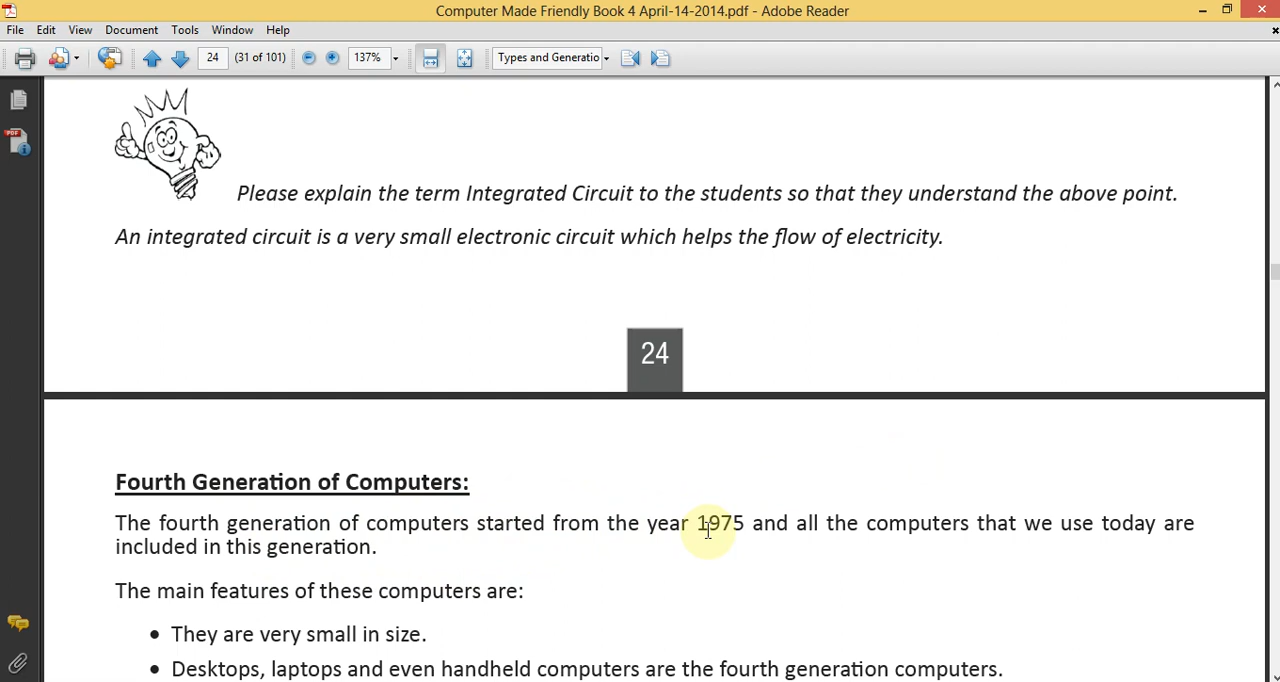 Computer Made Friendly Book 4 April-14-2014.pdf - Adobe Reader
File Edit View Document Tools Window Help
24 (31 of 101) 137% Types and Generatio
Please explain the term Integrated Circuit to the students so that they understand the above point.
An integrated circuit is a very small electronic circuit which helps the flow of electricity.
24
Fourth Generation of Computers:
The fourth generation of computers started from the year 1975 and all the computers that we use today are
included in this generation.
The main features of these computers are:
• They are very small in size.
• Desktops, laptops and even handheld computers are the fourth generation computers.